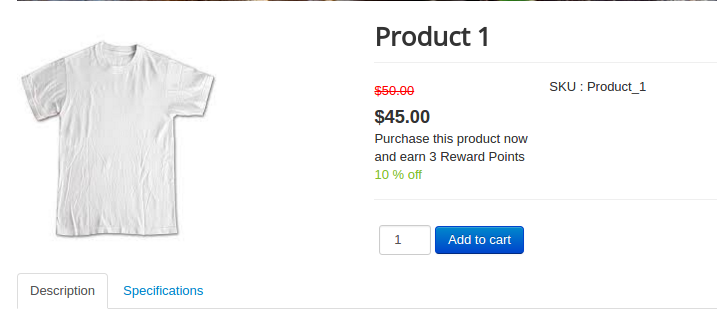 Product 1
$50.00
SKU : Product_1
$45.00
Purchase this product now
and earn 3 Reward Points
10 % off
1
Add to cart
Description
Specifications